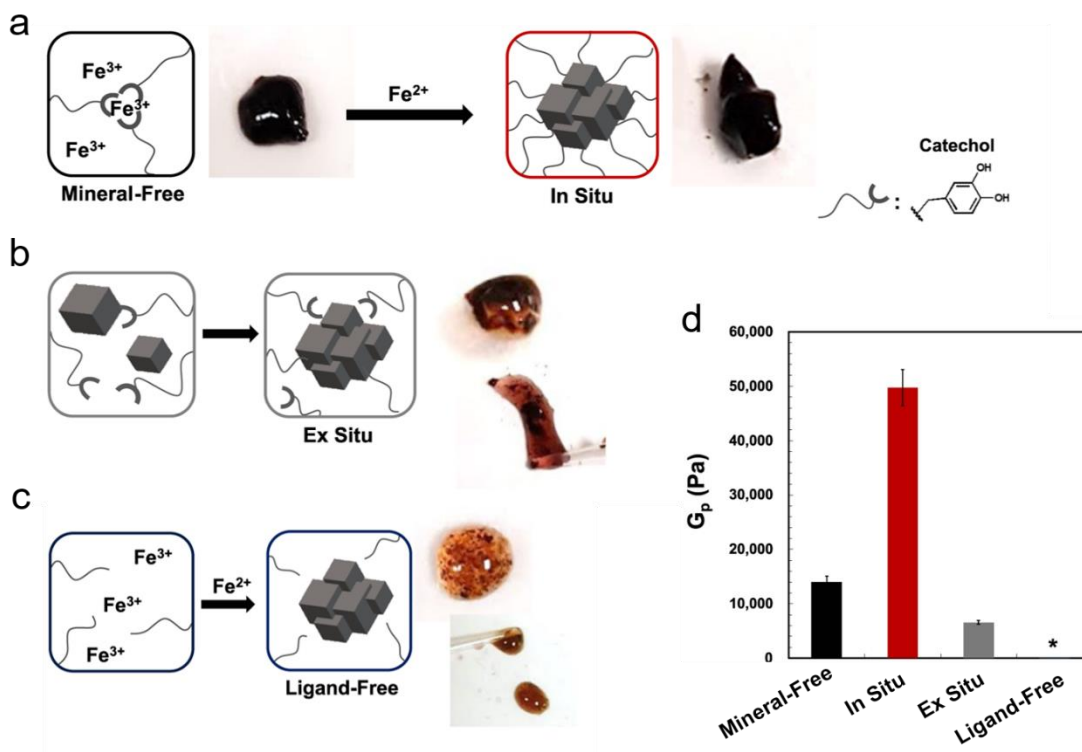 a
Fe³⁺
Fe³⁺
Fe³⁺
Mineral-Free
Fe²⁺
In Situ
Catechol
OH
OH
:
b
Ex Situ
c
Fe³⁺
Fe³⁺
Fe³⁺
Fe²⁺
Ligand-Free
d
60,000
50,000
40,000
30,000
20,000
10,000
0
Gₚ (Pa)
*
Mineral-Free
In Situ
Ex Situ
Ligand-Free